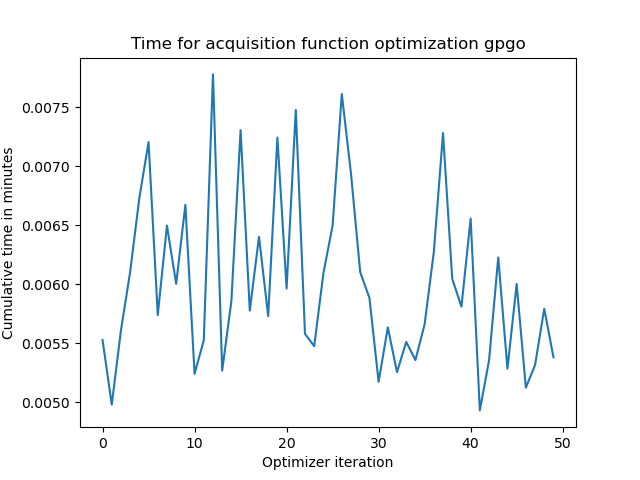 Time for acquisition function optimization gpgo
Cumulative time in minutes
0.0075
0.0070
0.0065
0.0060
0.0055
0.0050
0 10 20 30 40 50
Optimizer iteration